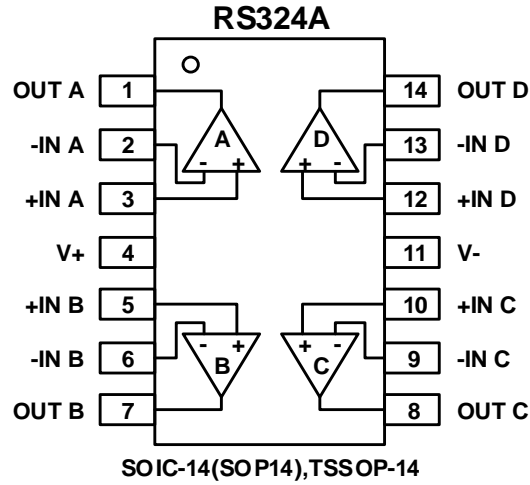 RS324A
OUT A 1 14 OUT D
-IN A 2 A D 13 -IN D
- + + -
+IN A 3 12 +IN D
V+ 4 11 V-
+IN B 5 10 +IN C
- + + -
-IN B 6 B C 9 -IN C
OUT B 7 8 OUT C
SOIC-14(SOP14),TSSOP-14